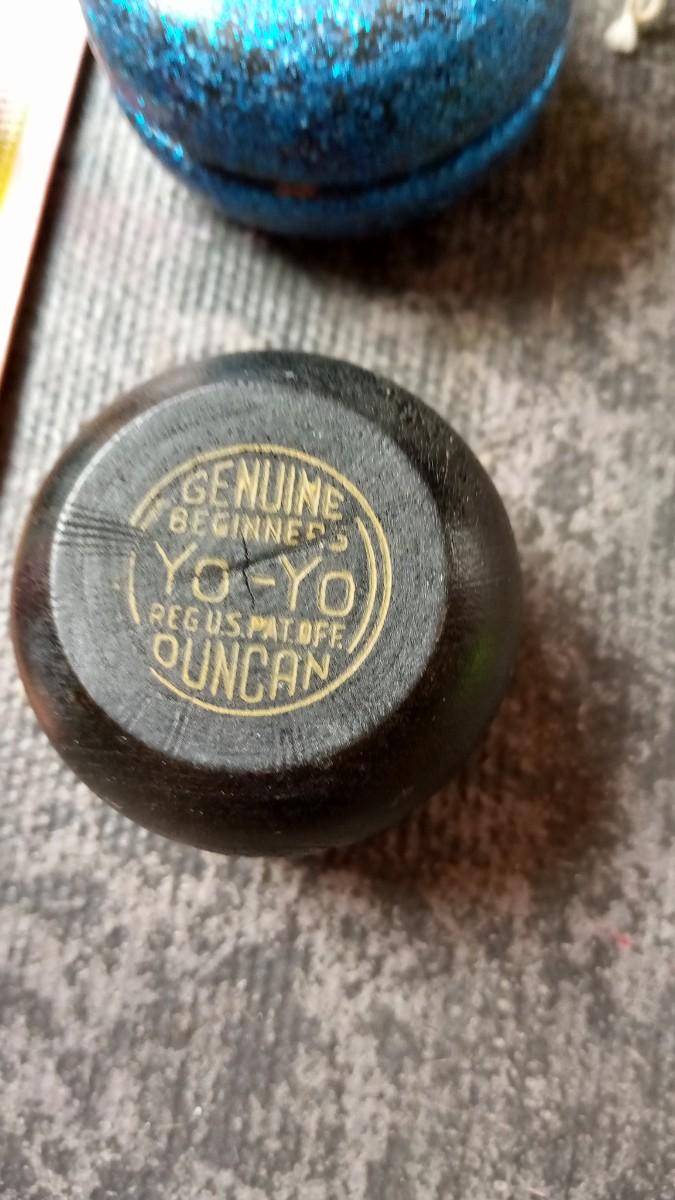 GENUINE
BEGINNERS
YO-YO
REG U.S. PAT. OFF.
DUNCAN